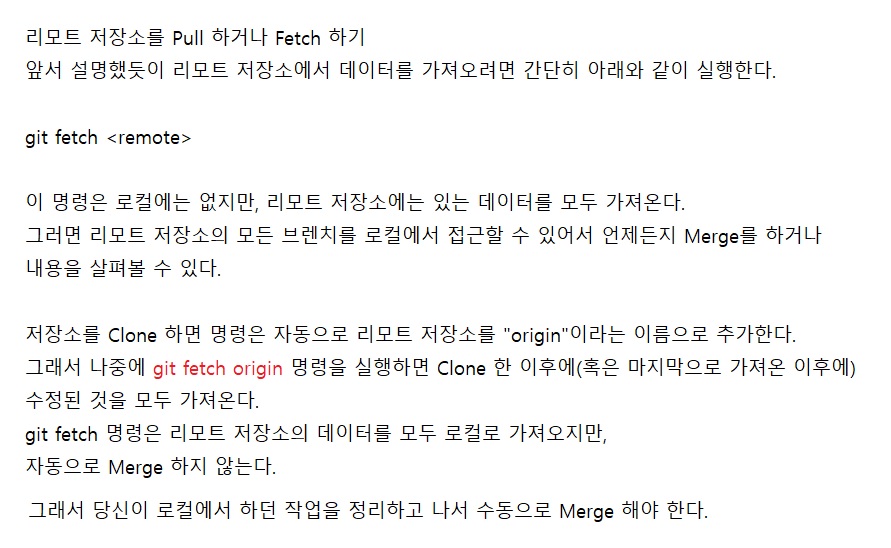 리모트 저장소를 Pull 하거나 Fetch 하기
앞서 설명했듯이 리모트 저장소에서 데이터를 가져오려면 간단히 아래와 같이 실행한다.
git fetch <remote>
이 명령은 로컬에는 없지만, 리모트 저장소에는 있는 데이터를 모두 가져온다.
그러면 리모트 저장소의 모든 브렌치를 로컬에서 접근할 수 있어서 언제든지 Merge를 하거나
내용을 살펴볼 수 있다.
저장소를 Clone 하면 명령은 자동으로 리모트 저장소를 "origin"이라는 이름으로 추가한다.
그래서 나중에 git fetch origin 명령을 실행하면 Clone 한 이후에(혹은 마지막으로 가져온 이후에)
수정된 것을 모두 가져온다.
git fetch 명령은 리모트 저장소의 데이터를 모두 로컬로 가져오지만,
자동으로 Merge 하지 않는다.
그래서 당신이 로컬에서 하던 작업을 정리하고 나서 수동으로 Merge 해야 한다.